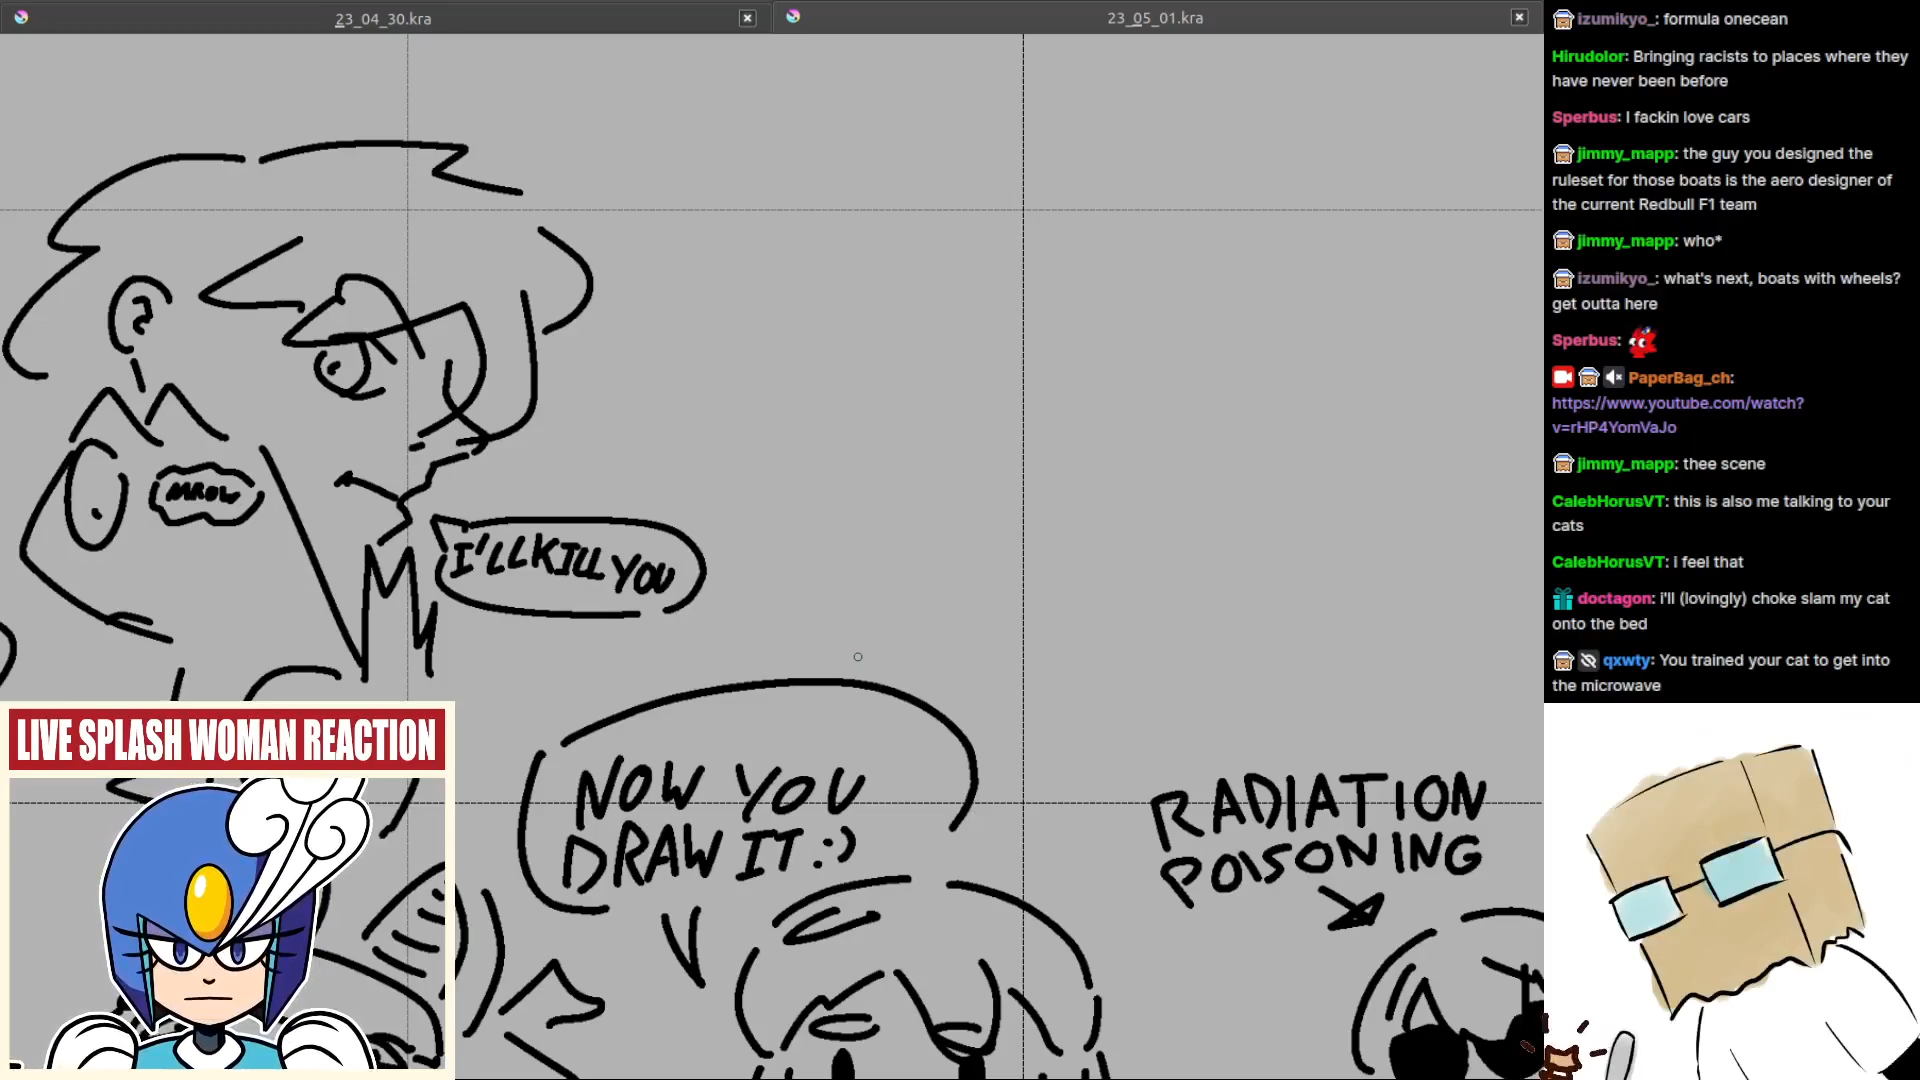 23_04_30.kra
23_05_01.kra
MROW
I'LL KILL YOU
NOW YOU
DRAW IT :)
RADIATION
POISONING
LIVE SPLASH WOMAN REACTION
izumikyo_: formula onecean
Hirudolor: Bringing racists to places where they
have never been before
Sperbus: I fackin love cars
jimmy_mapp: the guy you designed the
ruleset for those boats is the aero designer of
the current Redbull F1 team
jimmy_mapp: who*
izumikyo_: what's next, boats with wheels?
get outta here
Sperbus:
PaperBag_ch:
https://www.youtube.com/watch?
v=rHP4YomVaJo
jimmy_mapp: thee scene
CalebHorusVT: this is also me talking to your
cats
CalebHorusVT: i feel that
doctagon: i'll (lovingly) choke slam my cat
onto the bed
qxwty: You trained your cat to get into
the microwave